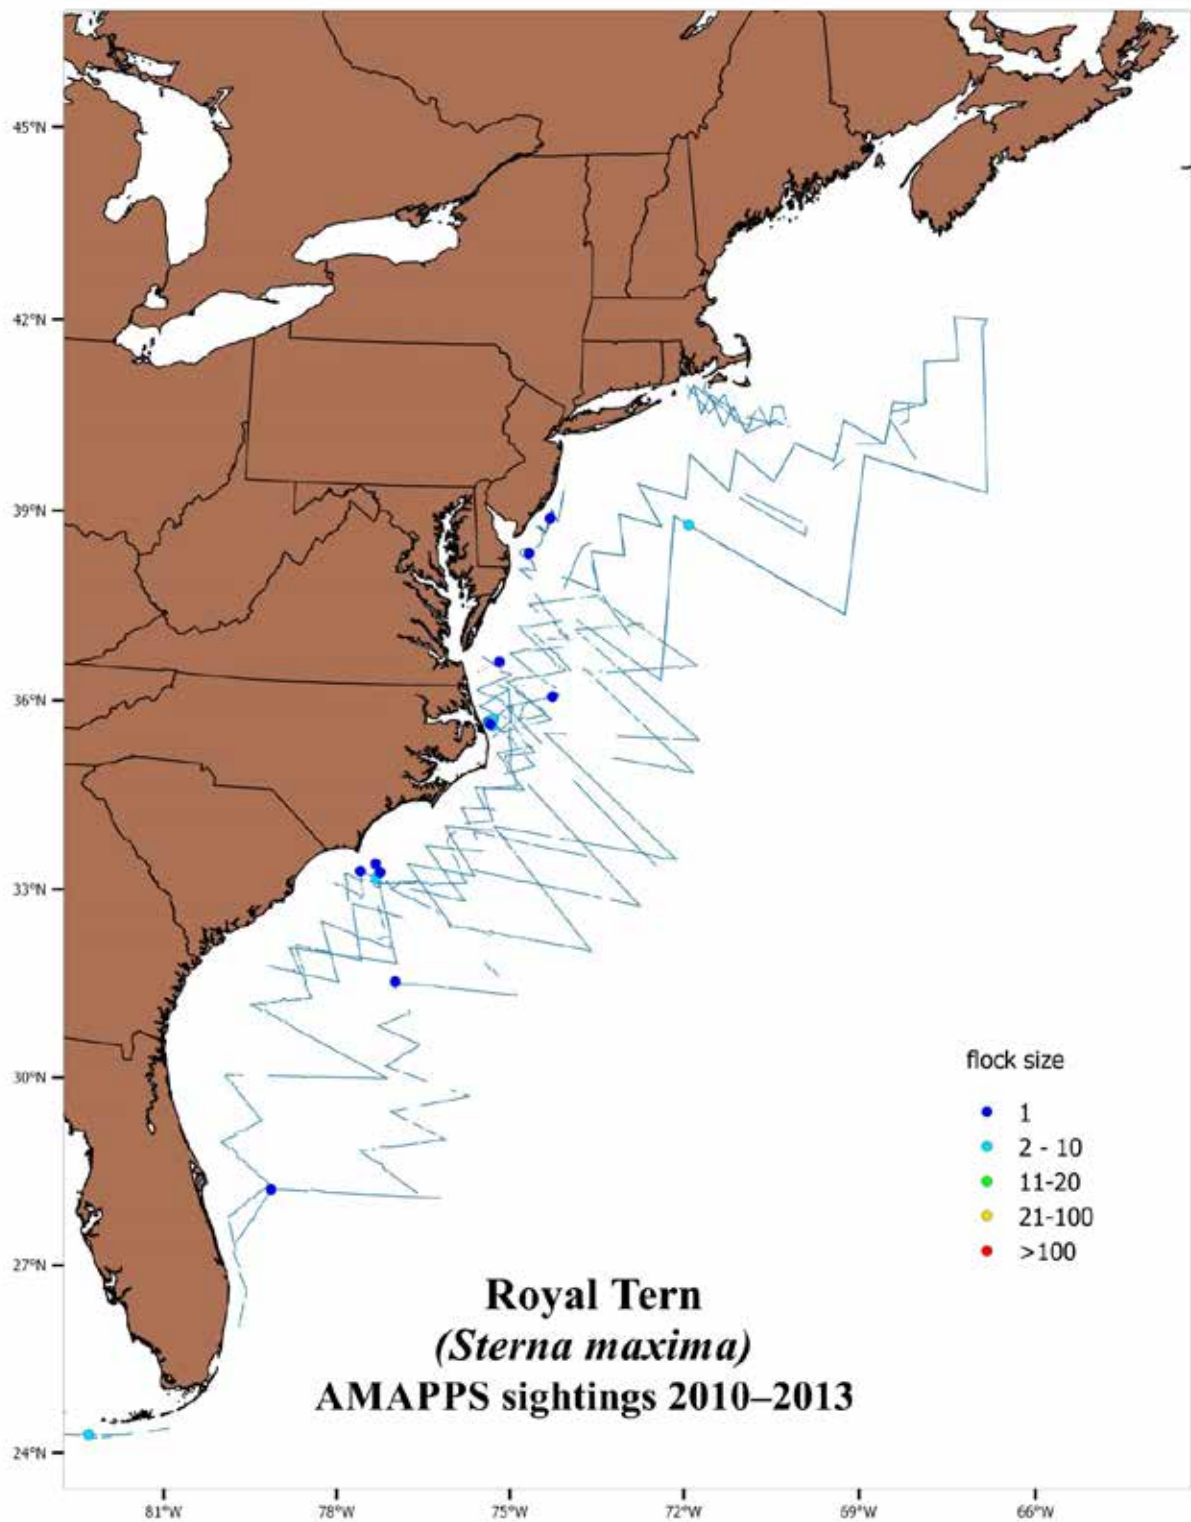 45°N
42°N
39°N
36°N
33°N
30°N
27°N
24°N
flock size
1
2 - 10
11-20
21-100
>100
Royal Tern
(Sterna maxima)
AMAPPS sightings 2010–2013
81°W 78°W 75°W 72°W 69°W 66°W